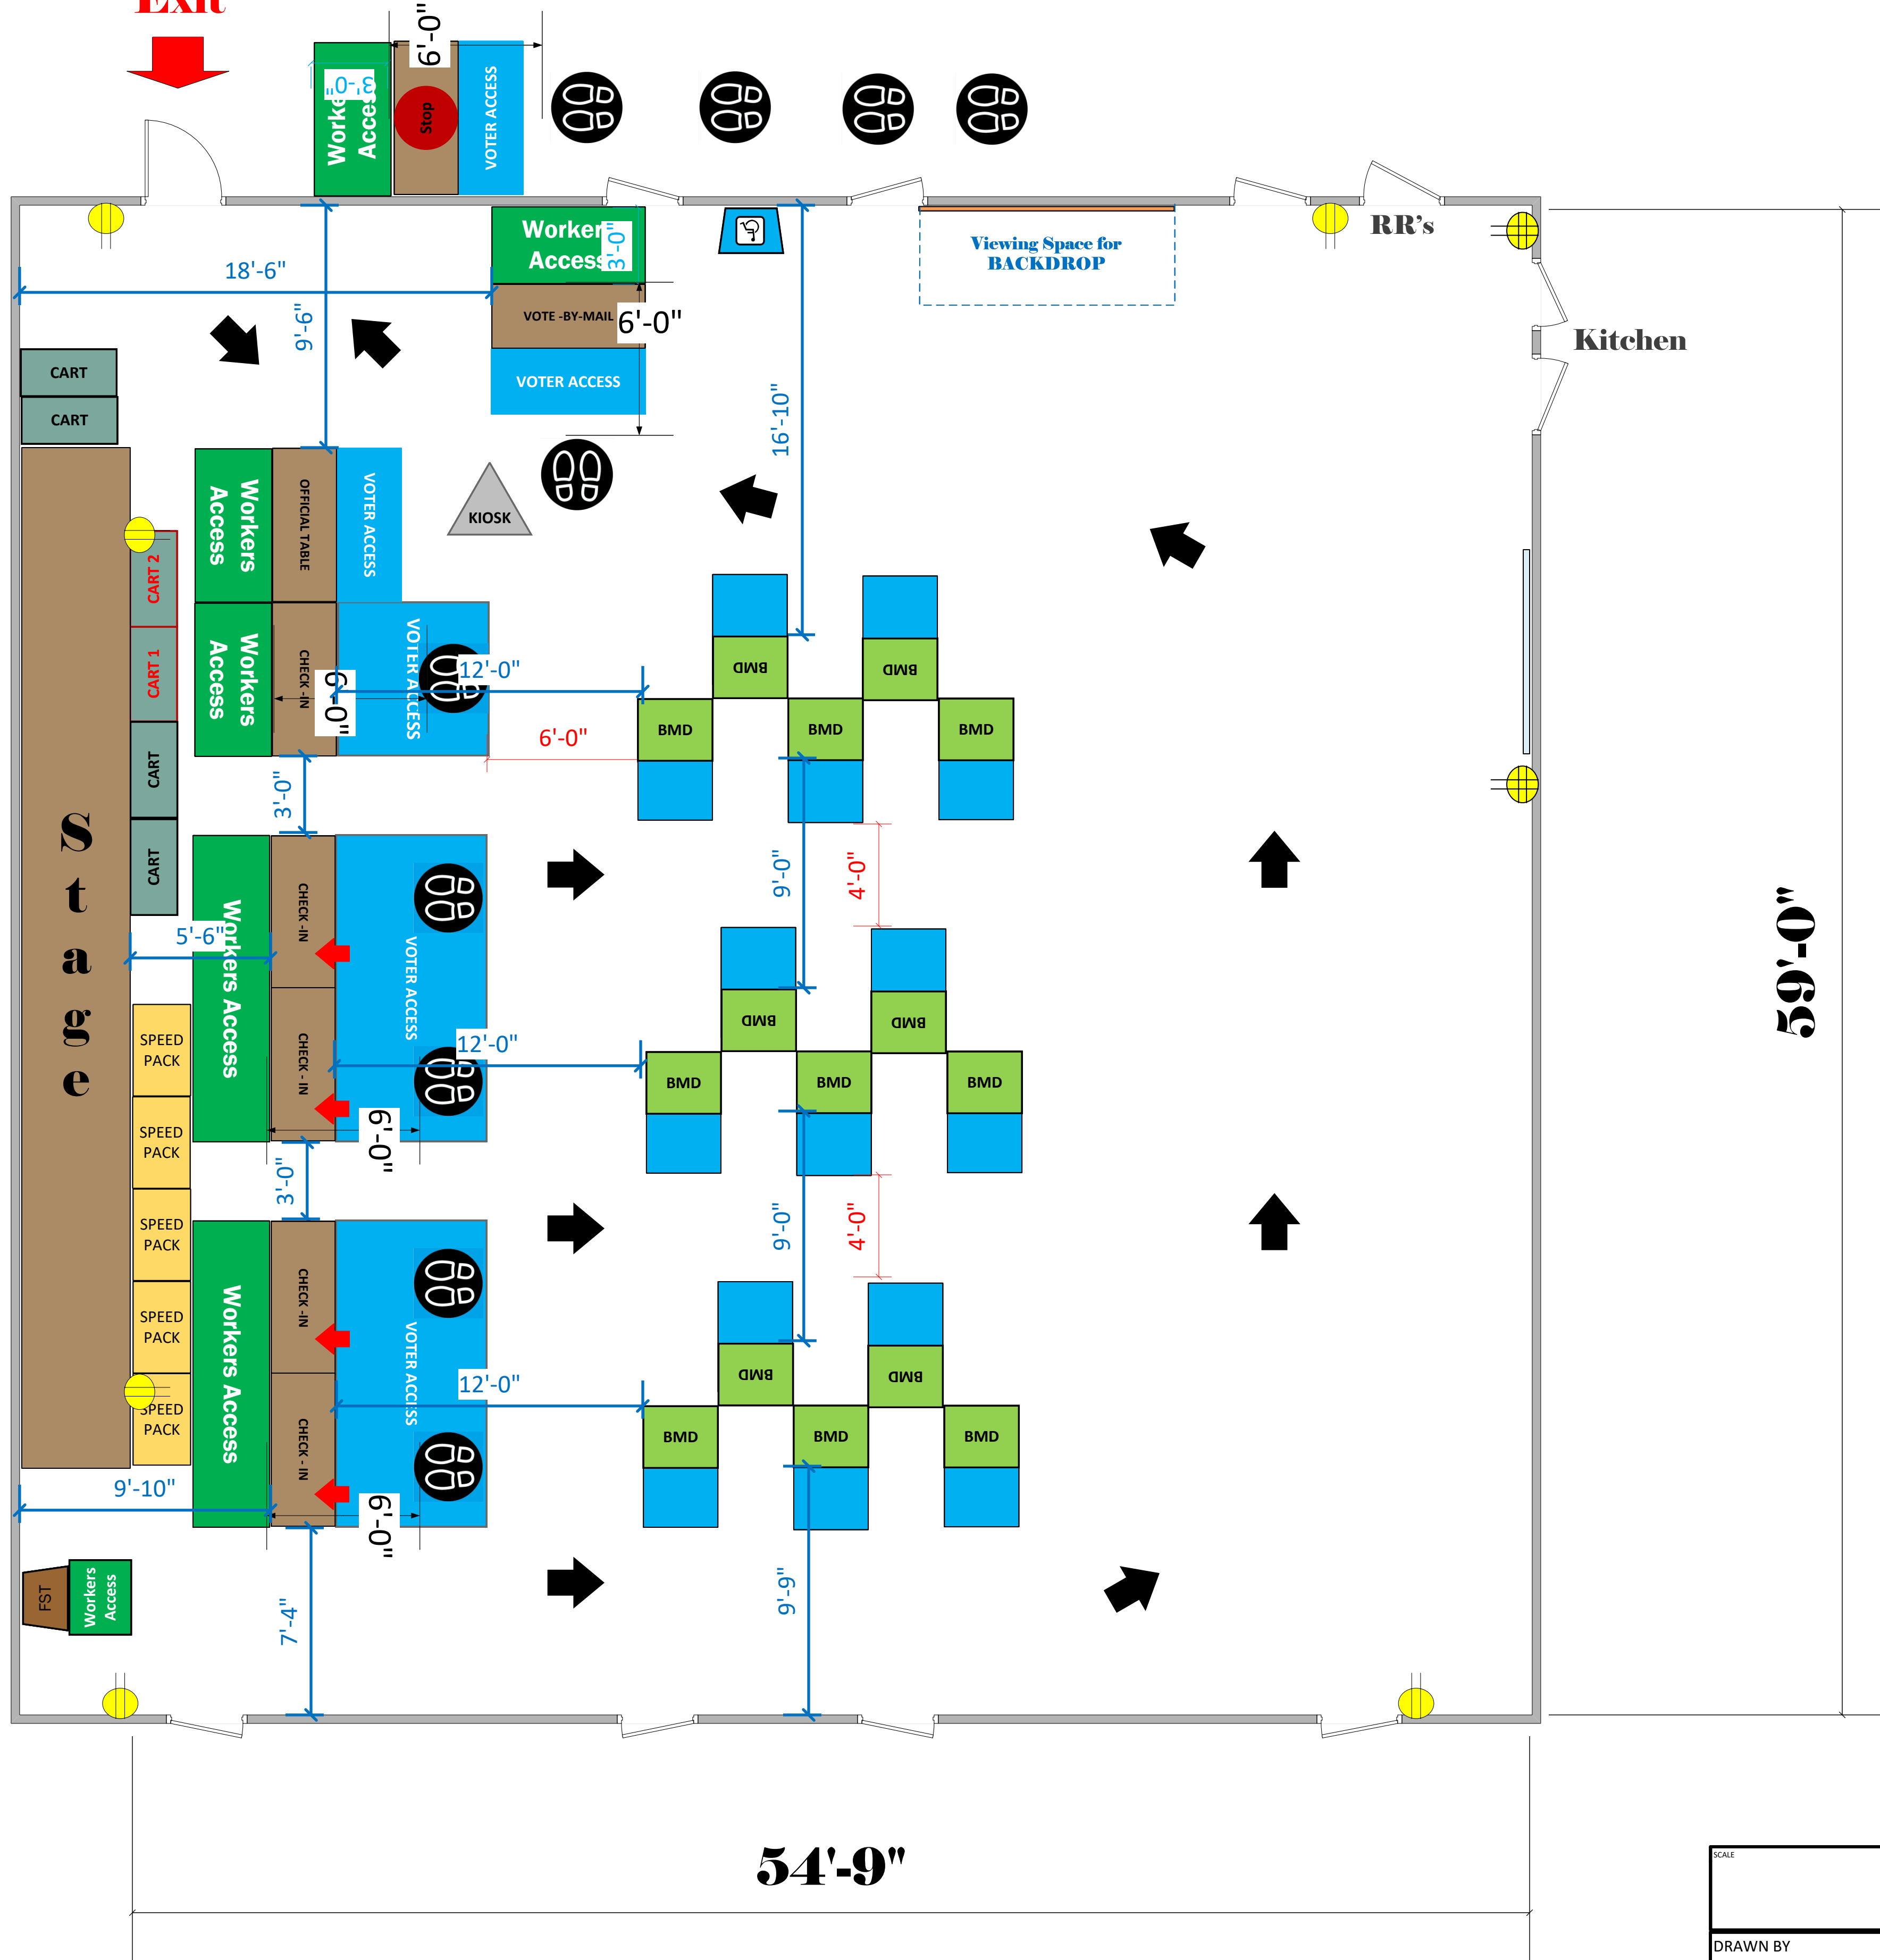 Exit
6'-0"
3'-0"
Workers
Access
Stop
VOTER ACCESS
Workers
Access
3'-0"
Viewing Space for
BACKDROP
RR's
18'-6"
9'-9"
VOTE -BY-MAIL
6'-0"
Kitchen
CART
VOTER ACCESS
CART
16'-10"
Workers
Access
OFFICIAL TABLE
VOTER ACCESS
KIOSK
CART 2
CART 1
Workers
Access
CHECK -IN
VOTER ACCESS
6'-0"
12'-0"
6'-0"
BMD
BMD
BMD
BMD
BMD
CART
3'-0"
CART
Stage
9'-0"
4'-0"
5'-6"
Workers Access
CHECK -IN
VOTER ACCESS
CHECK - IN
6'-0"
12'-0"
BMD
BMD
BMD
BMD
BMD
59'-0"
SPEED
PACK
SPEED
PACK
SPEED
PACK
SPEED
PACK
SPEED
PACK
3'-0"
9'-0"
4'-0"
Workers Access
CHECK -IN
VOTER ACCESS
CHECK - IN
6'-0"
12'-0"
BMD
BMD
BMD
BMD
BMD
9'-10"
FST
Workers
Access
7'-4"
9'-9"
54'-9"
SCALE
DRAWN BY